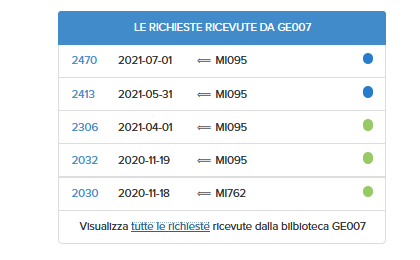 LE RICHIESTE RICEVUTE DA GE007
2470 2021-07-01 ⟸ MI095
2413 2021-05-31 ⟸ MI095
2306 2021-04-01 ⟸ MI095
2032 2020-11-19 ⟸ MI095
2030 2020-11-18 ⟸ MI762
Visualizza tutte le richieste ricevute dalla bilbioteca GE007